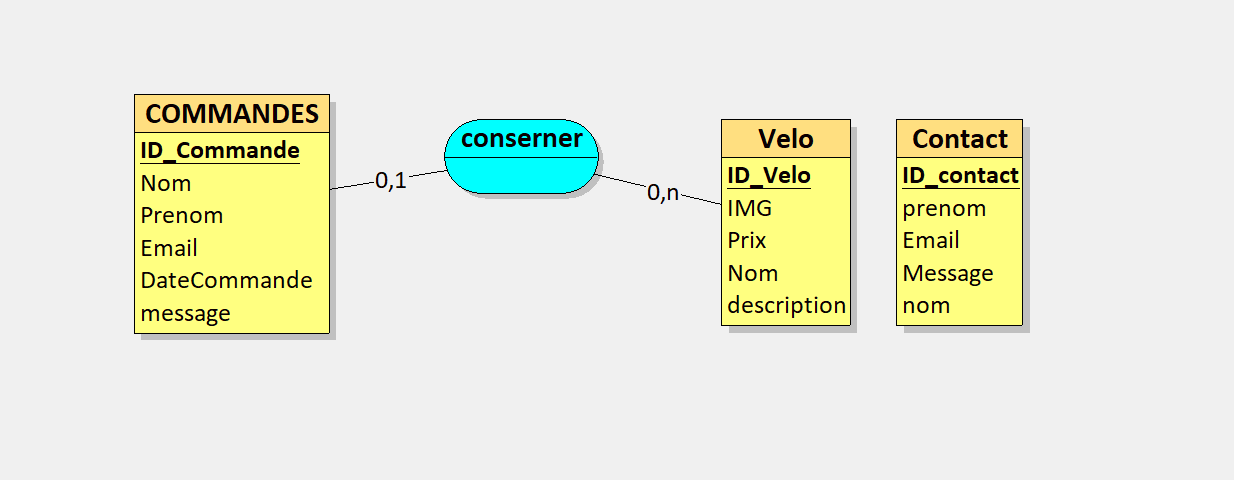 COMMANDES
ID_Commande
Nom
Prenom
Email
DateCommande
message
0,1
conserner
0,n
Velo
ID_Velo
IMG
Prix
Nom
description
Contact
ID_contact
prenom
Email
Message
nom